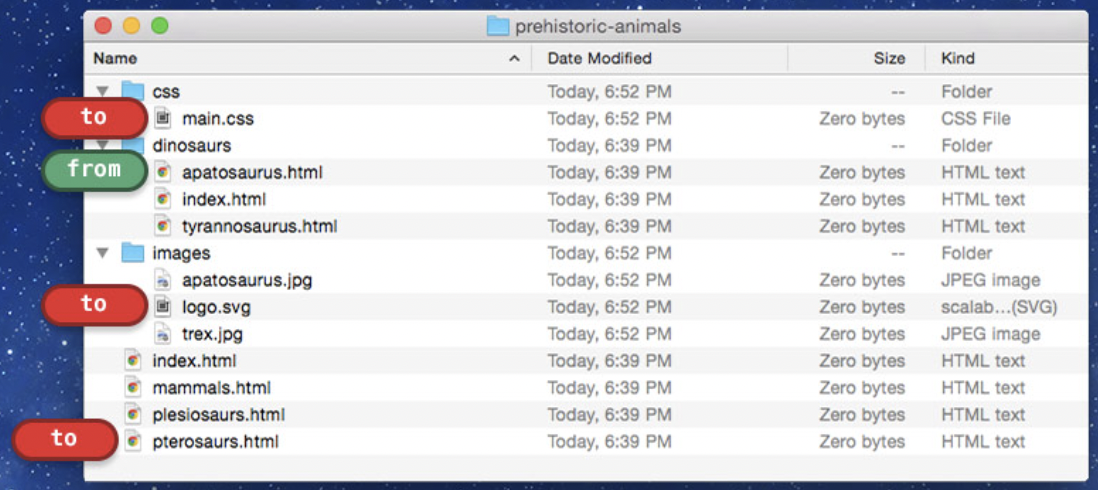 prehistoric-animals
Name Date Modified Size Kind
css Today, 6:52 PM -- Folder
to main.css Today, 6:52 PM Zero bytes CSS File
dinosaurs Today, 6:39 PM -- Folder
from apatosaurus.html Today, 6:39 PM Zero bytes HTML text
index.html Today, 6:39 PM Zero bytes HTML text
tyrannosaurus.html Today, 6:39 PM Zero bytes HTML text
images Today, 6:52 PM -- Folder
apatosaurus.jpg Today, 6:52 PM Zero bytes JPEG image
to logo.svg Today, 6:52 PM Zero bytes scalab...(SVG)
trex.jpg Today, 6:52 PM Zero bytes JPEG image
index.html Today, 6:39 PM Zero bytes HTML text
mammals.html Today, 6:39 PM Zero bytes HTML text
plesiosaurs.html Today, 6:39 PM Zero bytes HTML text
to pterosaurs.html Today, 6:39 PM Zero bytes HTML text